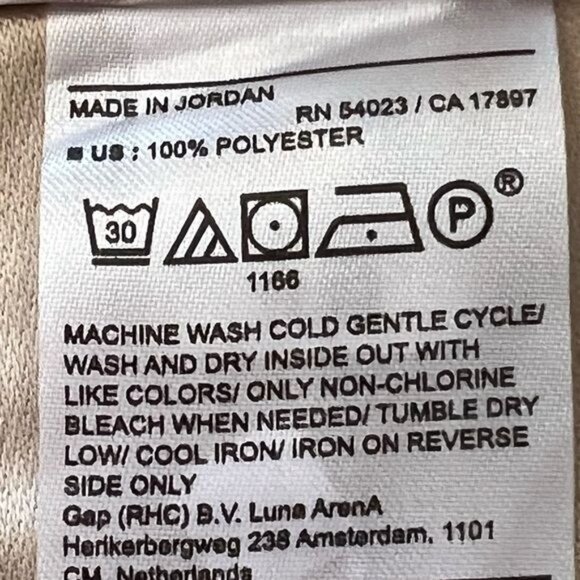 MADE IN JORDAN
RN 54023 / CA 17897
US : 100% POLYESTER
30 P ®
1166
MACHINE WASH COLD GENTLE CYCLE/
WASH AND DRY INSIDE OUT WITH
LIKE COLORS/ ONLY NON-CHLORINE
BLEACH WHEN NEEDED/ TUMBLE DRY
LOW/ COOL IRON/ IRON ON REVERSE
SIDE ONLY
Gap (RHC) B.V. Luna ArenA
Herikerbergweg 238 Amsterdam, 1101
CM, Netherlands